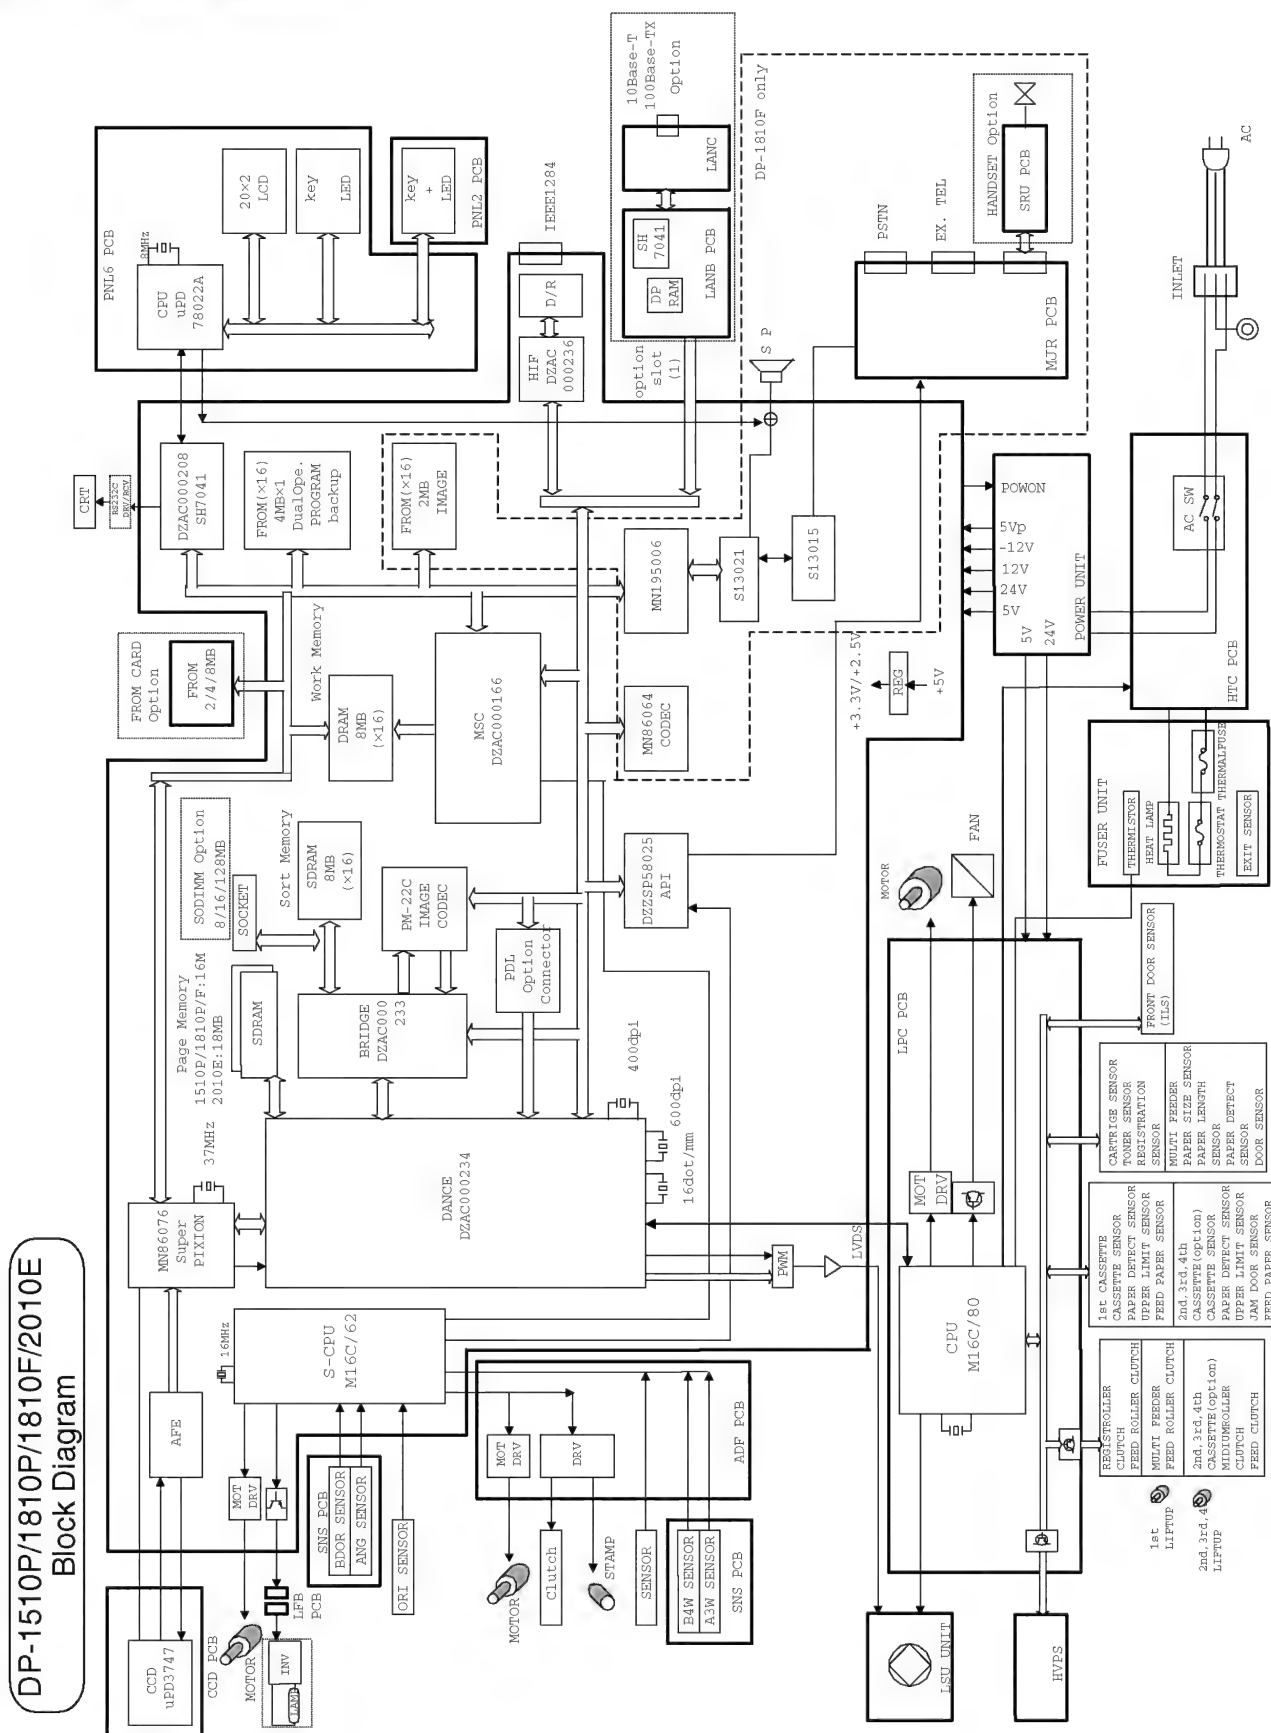 DP-1510P/1810P/1810F/2010E
Block Diagram
CCD
uPD3747
CCD PCB
AFE
MN86076
Super
PIXION
37MHz
Page Memory
1510P/1810P/F:16M
2010E:18MB
SDRAM
SODIMM Option
8/16/128MB
SOCKET
Sort Memory
SDRAM
8MB
(×16)
BRIDGE
DZAC000
233
PM-22C
IMAGE
CODEC
PDL
Option
Connector
DANCE
DZAC000234
400dpi
600dpi
16dot/mm
PWM
LVDS
S-CPU
M16C/62
16MHz
MOT
DRV
MOTOR
LFB
PCB
INV
LAMP
SNS PCB
BDOR SENSOR
ANG SENSOR
ORI SENSOR
MOT
DRV
DRV
ADF PCB
MOTOR
Clutch
STAMP
SENSOR
B4W SENSOR
A3W SENSOR
SNS PCB
FROM CARD
Option
FROM
2/4/8MB
Work Memory
DRAM
8MB
(×16)
MSC
DZAC000166
MN86064
CODEC
DZZSP58025
API
CRT
RS232C
DRV/RCV
DZAC000208
SH7041
FROM(×16)
4MB×1
DualOpe.
PROGRAM
backup
FROM(×16)
2MB
IMAGE
MN195006
Si3021
Si3015
PNL6 PCB
CPU
uPD
78022A
8MHz
20×2
LCD
key
LED
key
+
LED
PNL2 PCB
HIF
DZAC
000236
D/R
IEEE1284
option
slot
(1)
SH
7041
DP
RAM
LANB PCB
LANC
10Base-T
100Base-TX
Option
DP-1810F only
SP
PSTN
EX. TEL
MJR PCB
HANDSET Option
SRU PCB
+3.3V/+2.5V
REG
+5V
POWON
5Vp
-12V
12V
24V
5V
5V
24V
POWER UNIT
AC SW
HTC PCB
INLET
AC
FUSER UNIT
THERMISTOR
HEAT LAMP
THERMOSTAT
THERMALFUSE
EXIT SENSOR
MOTOR
FAN
LPC PCB
MOT
DRV
CPU
M16C/80
LSU UNIT
HVPS
FRONT DOOR SENSOR
(ILS)
CARTRIGE SENSOR
TONER SENSOR
REGISTRATION
SENSOR
MULTI FEEDER
PAPER SIZE SENSOR
PAPER LENGTH
SENSOR
PAPER DETECT
SENSOR
DOOR SENSOR
1st CASSETTE
CASSETTE SENSOR
PAPER DETECT SENSOR
UPPER LIMIT SENSOR
FEED PAPER SENSOR
2nd,3rd,4th
CASSETTE(option)
CASSETTE SENSOR
PAPER DETECT SENSOR
UPPER LIMIT SENSOR
JAM DOOR SENSOR
FEED PAPER SENSOR
REGISTROLLER
CLUTCH
FEED ROLLER CLUTCH
MULTI FEEDER
FEED ROLLER CLUTCH
2nd,3rd,4th
CASSETTE(option)
MIDIUMROLLER
CLUTCH
FEED CLUTCH
1st
LIFTUP
2nd,3rd,4
LIFTUP